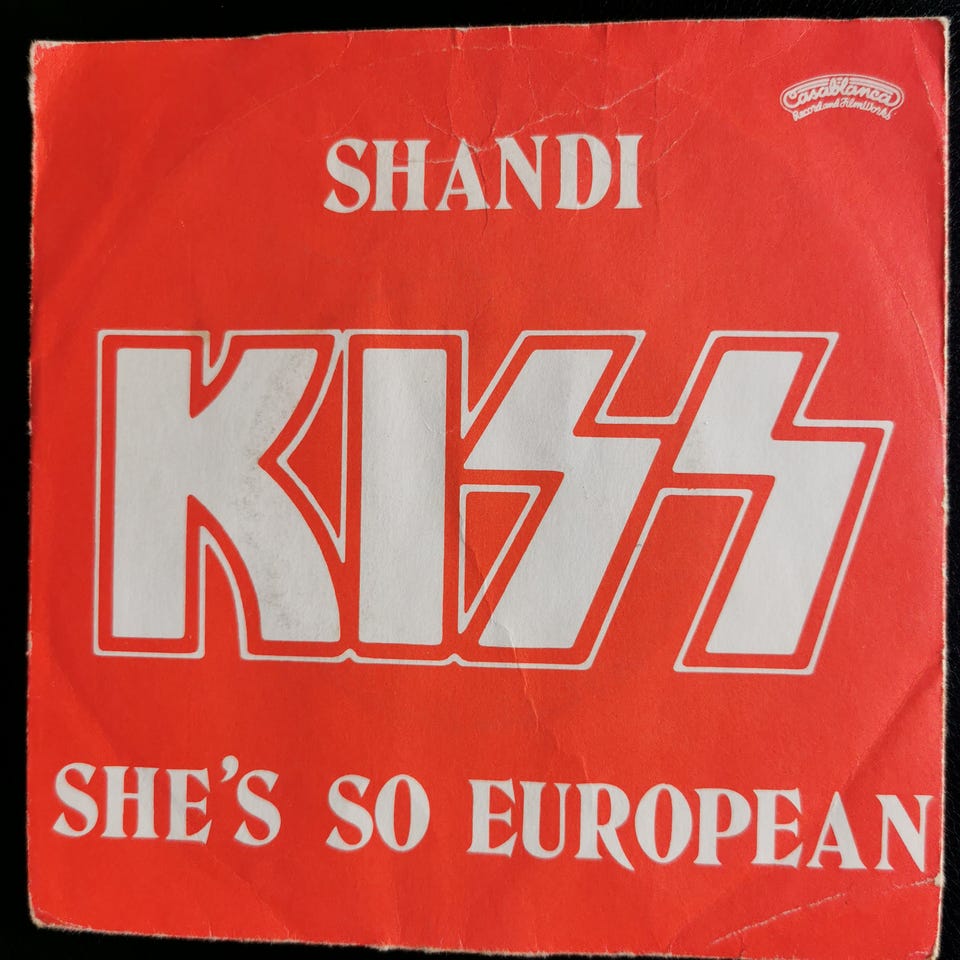 Casablanca
Record and FilmWorks
SHANDI
KISS
SHE'S SO EUROPEAN